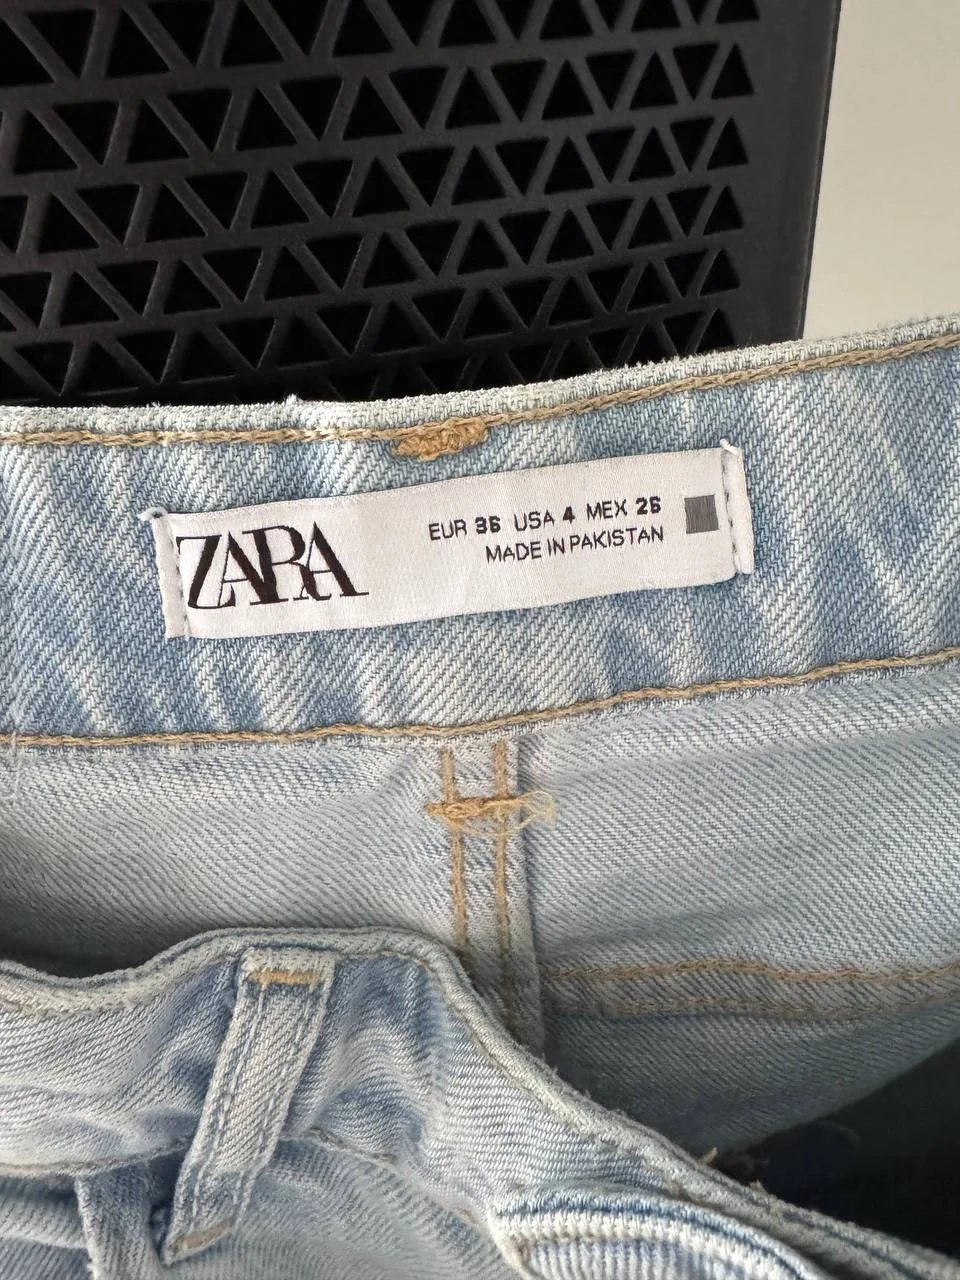 ZARA
EUR 36 USA 4 MEX 26
MADE IN PAKISTAN